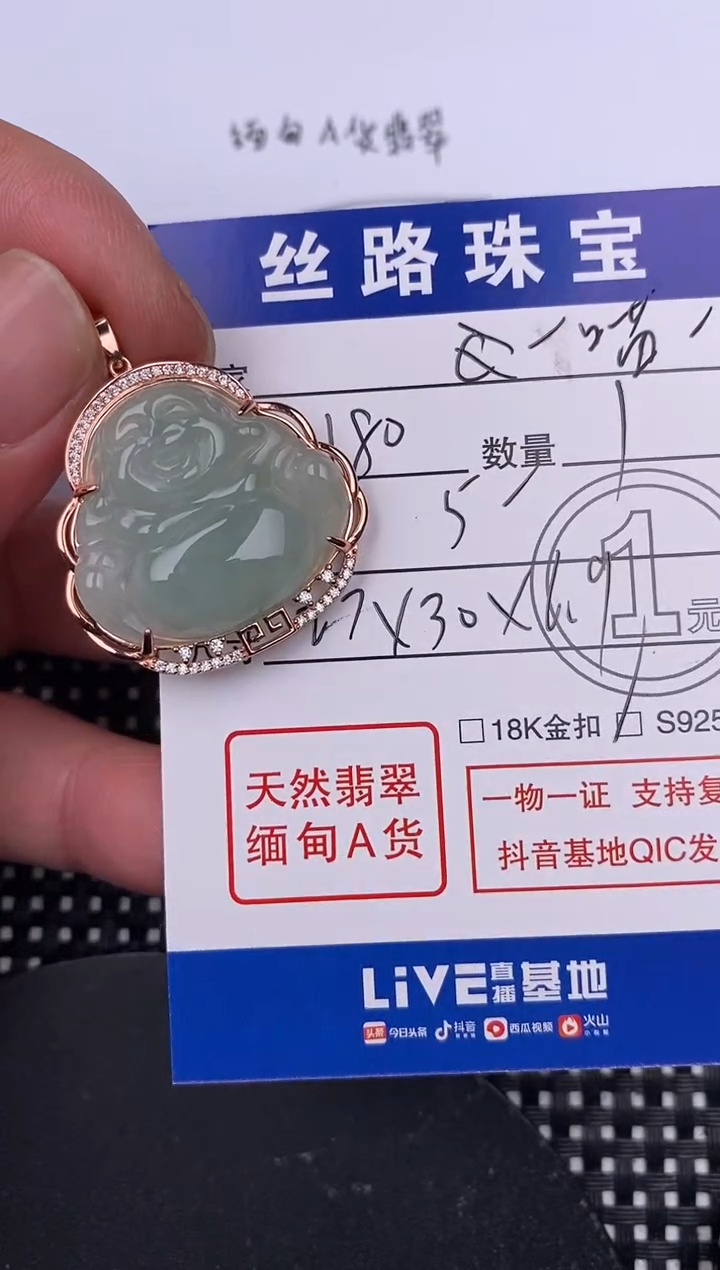 缅甸A货翡翠
丝路珠宝
180 数量 1
5
27X30X6.9
1元
18K金扣 S925
天然翡翠
缅甸A货
一物一证 支持复
抖音基地QIC发
LiVE直播基地
头条 今日头条 抖音 西瓜视频 火山